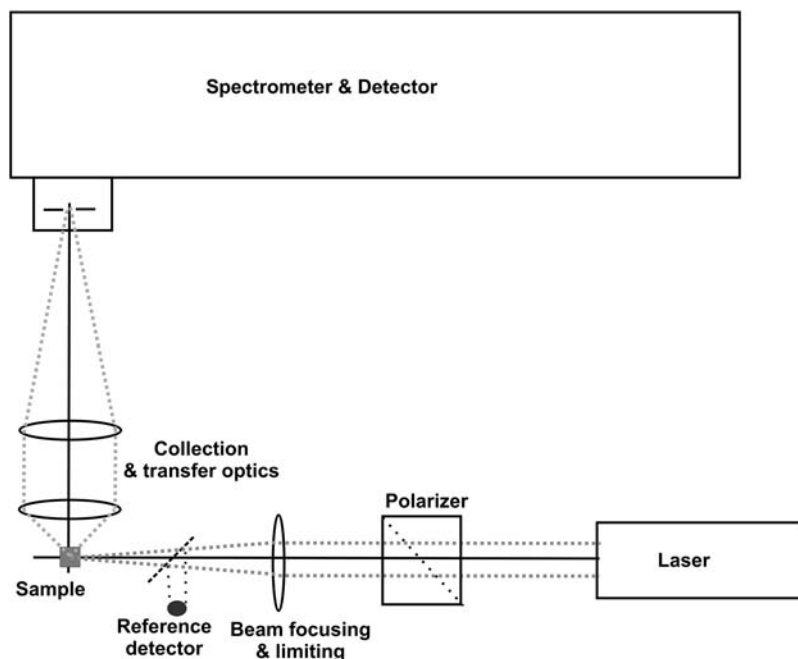 Spectrometer & Detector
Collection
& transfer optics
Polarizer
Laser
Sample
Reference
detector
Beam focusing
& limiting